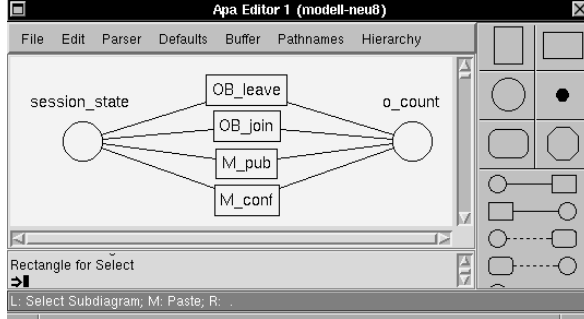 Apa Editor 1 (modell-neu8)
File Edit Parser Defaults Buffer Pathnames Hierarchy
session_state
OB_leave
o_count
OB_join
M_pub
M_conf
Rectangle for Select
L: Select Subdiagram; M: Paste; R: .